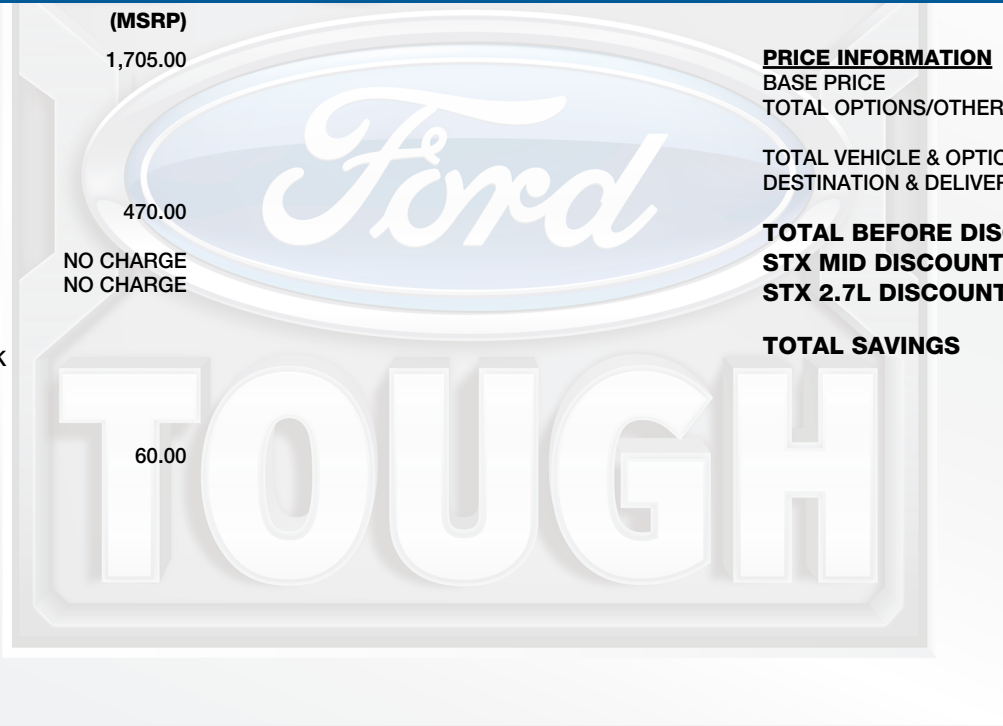 (MSRP)
1,705.00
470.00
NO CHARGE
NO CHARGE
K
60.00
PRICE INFORMATION
BASE PRICE
TOTAL OPTIONS/OTHER
TOTAL VEHICLE & OPTIO
DESTINATION & DELIVER
TOTAL BEFORE DIS
STX MID DISCOUNT
STX 2.7L DISCOUNT
TOTAL SAVINGS
Ford
TOUGH